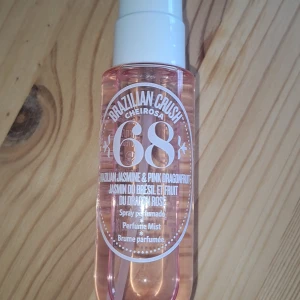 BRAZILIAN CRUSH
CHEIROSA
68
BRAZILIAN JASMINE & PINK DRAGONFRUIT
JASMIN DU BRÉSIL ET FRUIT
DU DRAGON ROSE
Spray perfumado
Perfume Mist
Brume parfumée